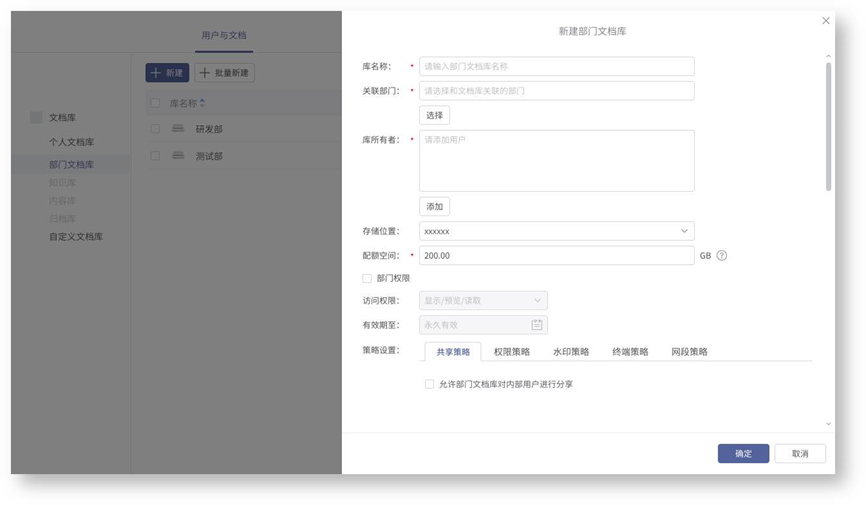 用户与文档
新建部门文档库
新建 批量新建
库名称
研发部
测试部
文档库
个人文档库
部门文档库
知识库
内容库
归档库
自定义文档库
库名称： * 请输入部门文档库名称
关联部门： * 请选择和文档库关联的部门
选择
库所有者： * 请添加用户
添加
存储位置： xxxxxx
配额空间： * 200.00 GB ?
部门权限
访问权限： 显示/预览/读取
有效期至： 永久有效
策略设置： 共享策略 权限策略 水印策略 终端策略 网段策略
允许部门文档库对内部用户进行分享
确定 取消